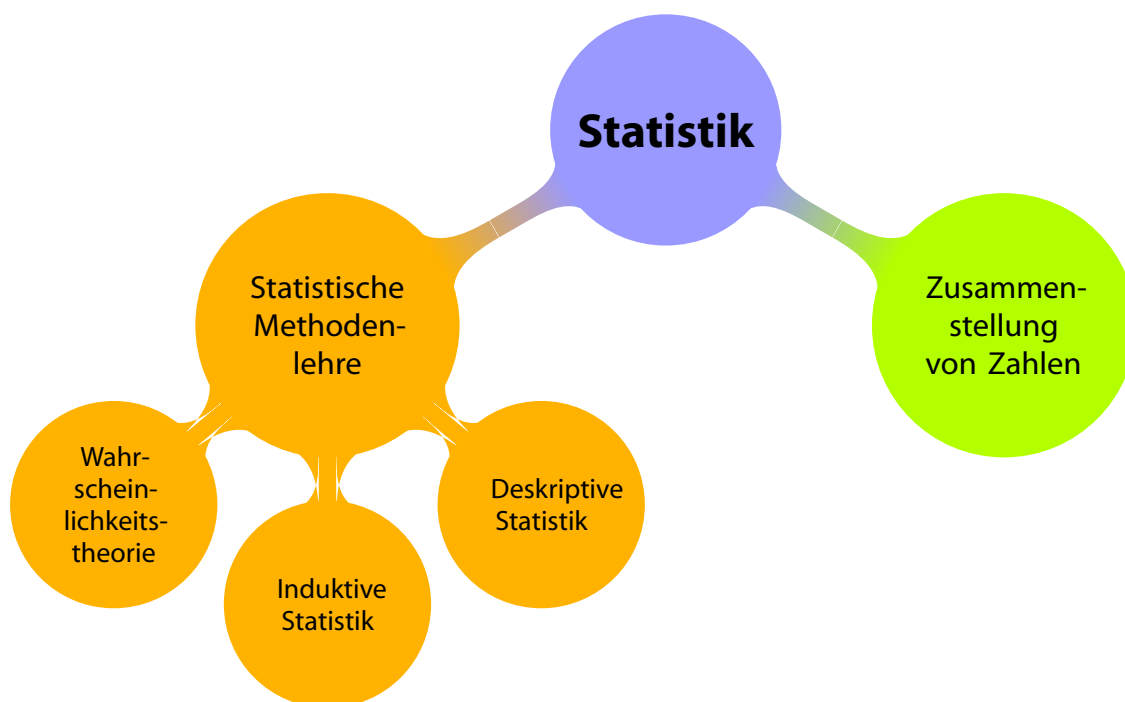 Statistik
Statistische
Methoden-
lehre
Zusammen-
stellung
von Zahlen
Wahr-
schein-
lichkeits-
theorie
Induktive
Statistik
Deskriptive
Statistik